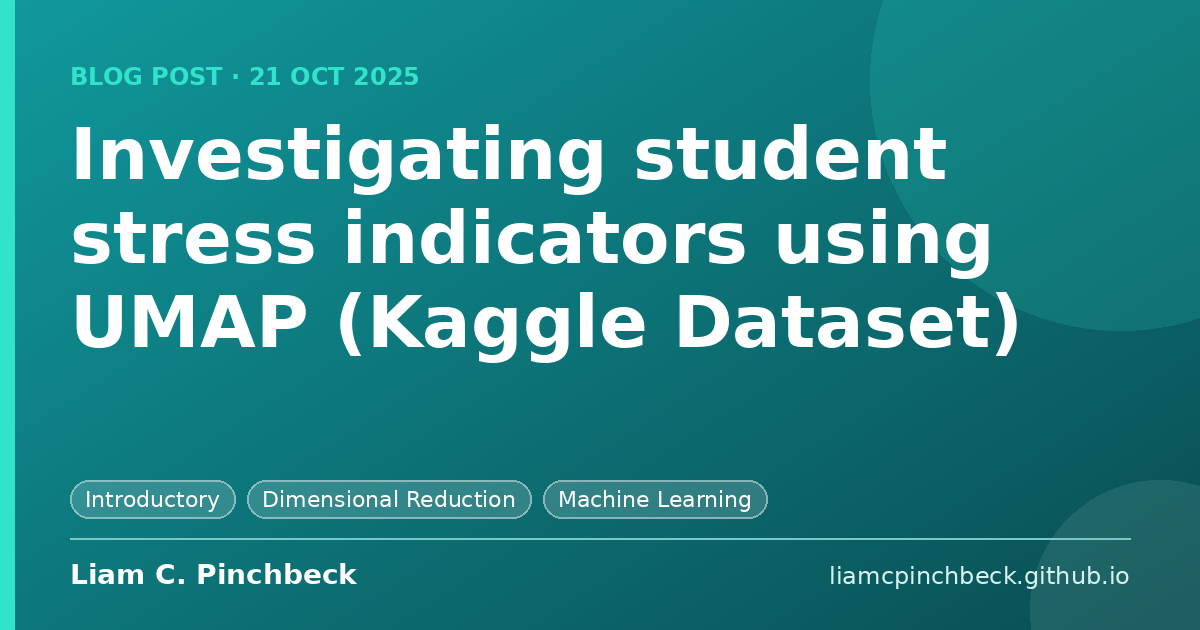 BLOG POST · 21 OCT 2025
Investigating student
stress indicators using
UMAP (Kaggle Dataset)
Introductory
Dimensional Reduction
Machine Learning
Liam C. Pinchbeck
liamcpinchbeck.github.io